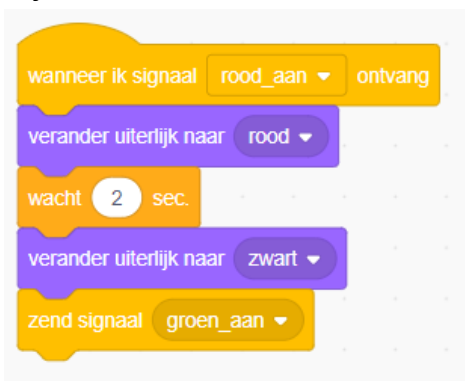 wanneer ik signaal rood_aan ontvang
verander uiterlijk naar rood
wacht 2 sec.
verander uiterlijk naar zwart
zend signaal groen_aan